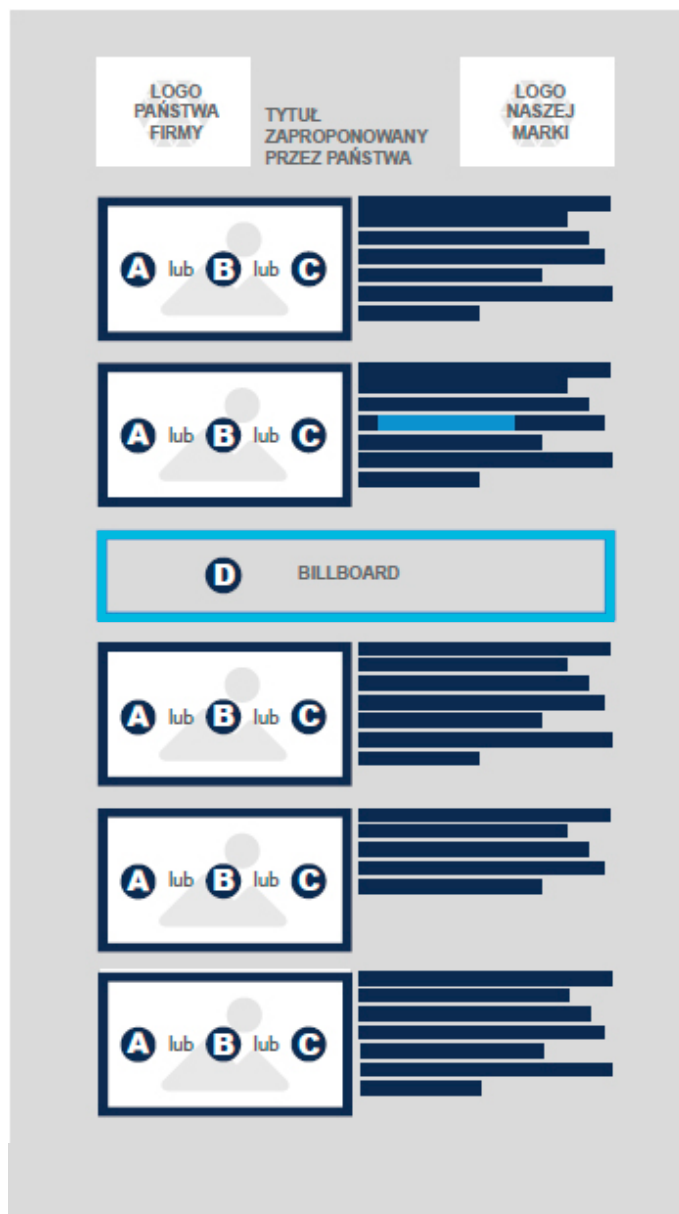 LOGO
PAŃSTWA
FIRMY
TYTUŁ
ZAPROPONOWANY
PRZEZ PAŃSTWA
LOGO
NASZEJ
MARKI
A lub B lub C
A lub B lub C
D BILLBOARD
A lub B lub C
A lub B lub C
A lub B lub C